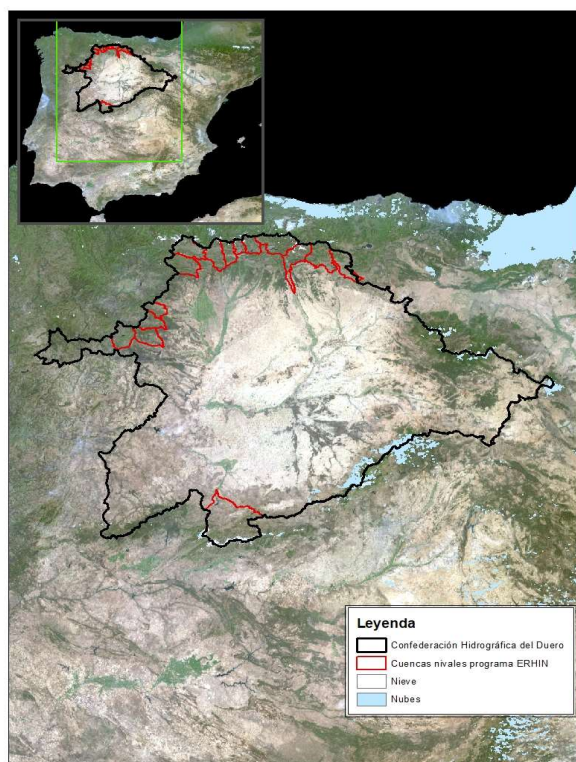 Leyenda
Confederación Hidrográfica del Duero
Cuencas nivales programa ERHIN
Nieve
Nubes